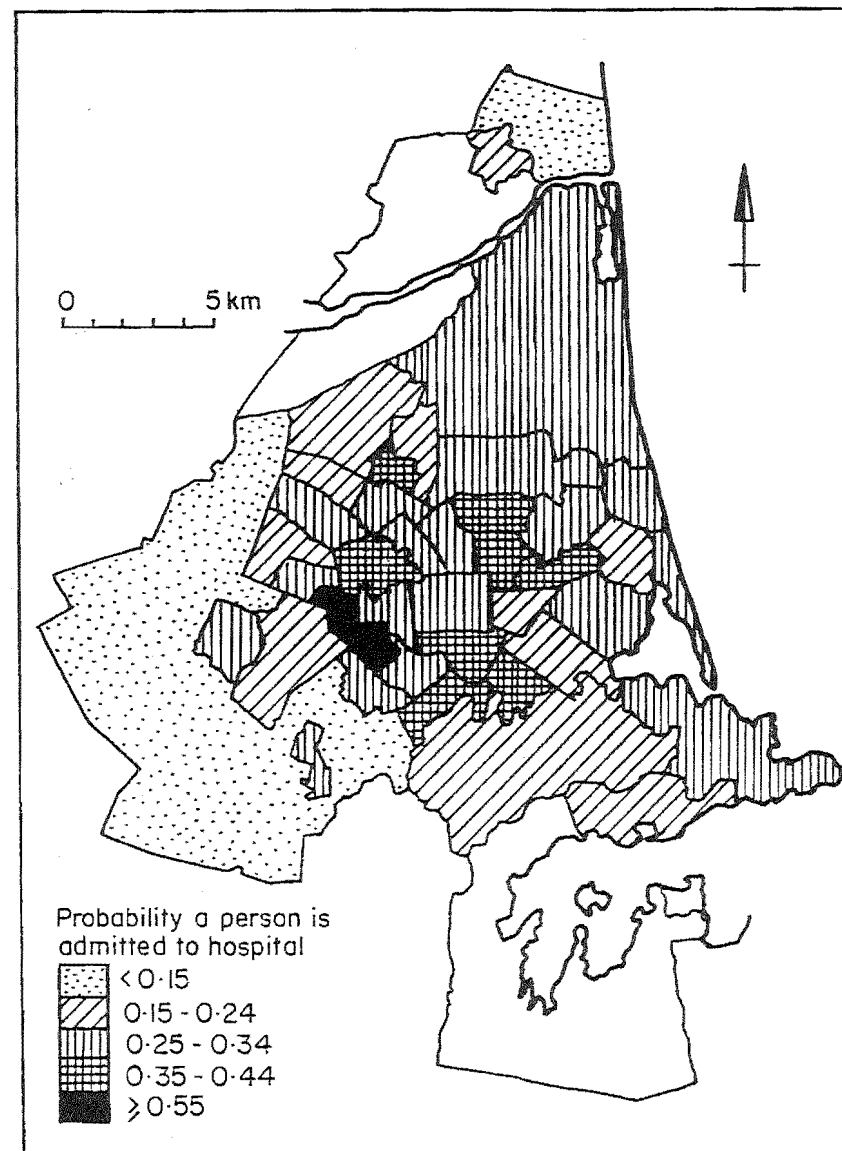 0 5 km
Probability a person is
admitted to hospital
<0·15
0·15 - 0·24
0·25 - 0·34
0·35 - 0·44
⩾0·55